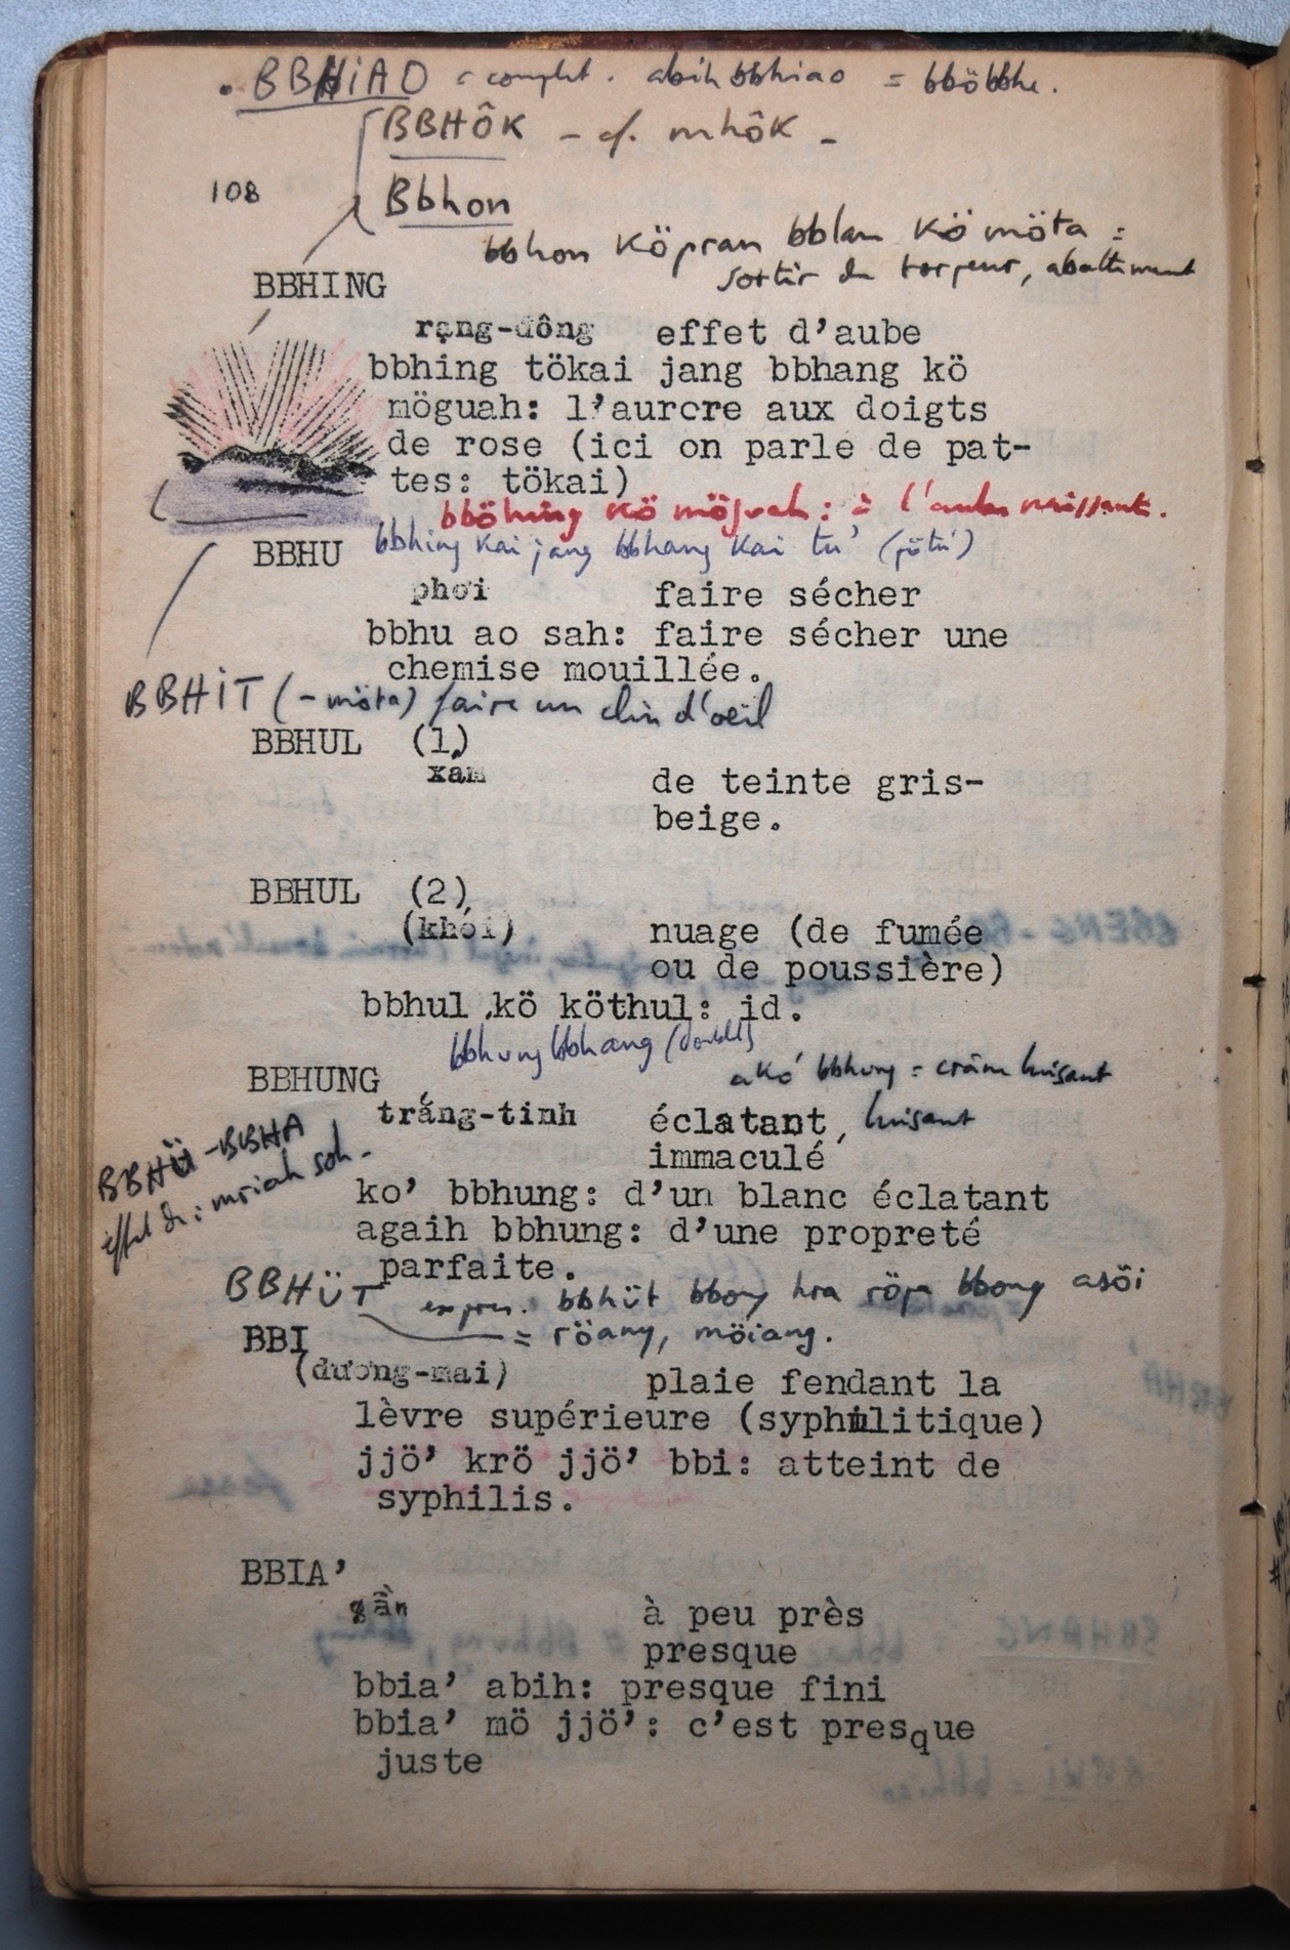 . BBHIAO = complet. abih bbhiao = bböbbhe.
BBHÔK - cf. mhôk -
108
Bbhon
bbhon Köpran bblan Kö möta =
sortir de torpeur, abattement
BBHING
rạng-đông effet d'aube
bbhing tökai jang bbhang kö
möguah: l'aurore aux doigts
de rose (ici on parle de pat-
tes: tökai)
bböhing kö möguah: à l'aube naissante.
BBHU bbhing kai jang bbhang kai tu' (pötú)
phơi faire sécher
bbhu ao sah: faire sécher une
chemise mouillée.
BBHIT (- möta) faire un clin d'oeil
BBHUL (1)
xám de teinte gris-
beige.
BBHUL (2)
(khói) nuage (de fumée
ou de poussière)
bbhul kö köthul: id.
bbhung bbhang (doublet)
BBHUNG akó bbhung = crâne luisant
trắng-tinh éclatant, luisant
immaculé
BBHÜ-BBHA
effet de: mriah soh -
ko' bbhung: d'un blanc éclatant
agaih bbhung: d'une propreté
parfaite.
BBHÜT expres. bbhüt bbong hra röp bbong asöi
= röang, möiang.
BBI
(dương-mai) plaie fendant la
lèvre supérieure (syphilitique)
jjö' krö jjö' bbi: atteint de
syphilis.
BBIA'
gần à peu près
presque
bbia' abih: presque fini
bbia' mö jjö': c'est presque
juste